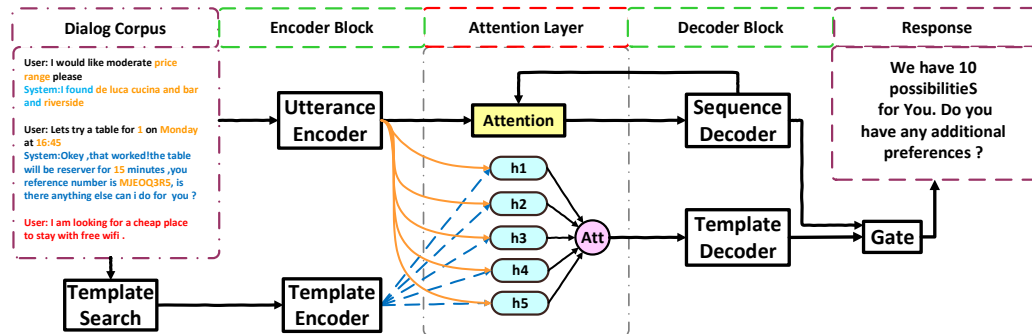 Dialog Corpus
Encoder Block
Attention Layer
Decoder Block
Response
User: I would like moderate price
range please
System:I found de luca cucina and bar
and riverside
User: Lets try a table for 1 on Monday
at 16:45
System:Okey ,that worked!the table
will be reserver for 15 minutes ,you
reference number is MJEOQ3R5, is
there anything else can i do for you ?
User: I am looking for a cheap place
to stay with free wifi .
Utterance
Encoder
Attention
Sequence
Decoder
We have 10
possibilitieS
for You. Do you
have any additional
preferences ?
h1
h2
h3
h4
h5
Att
Template
Decoder
Gate
Template
Search
Template
Encoder